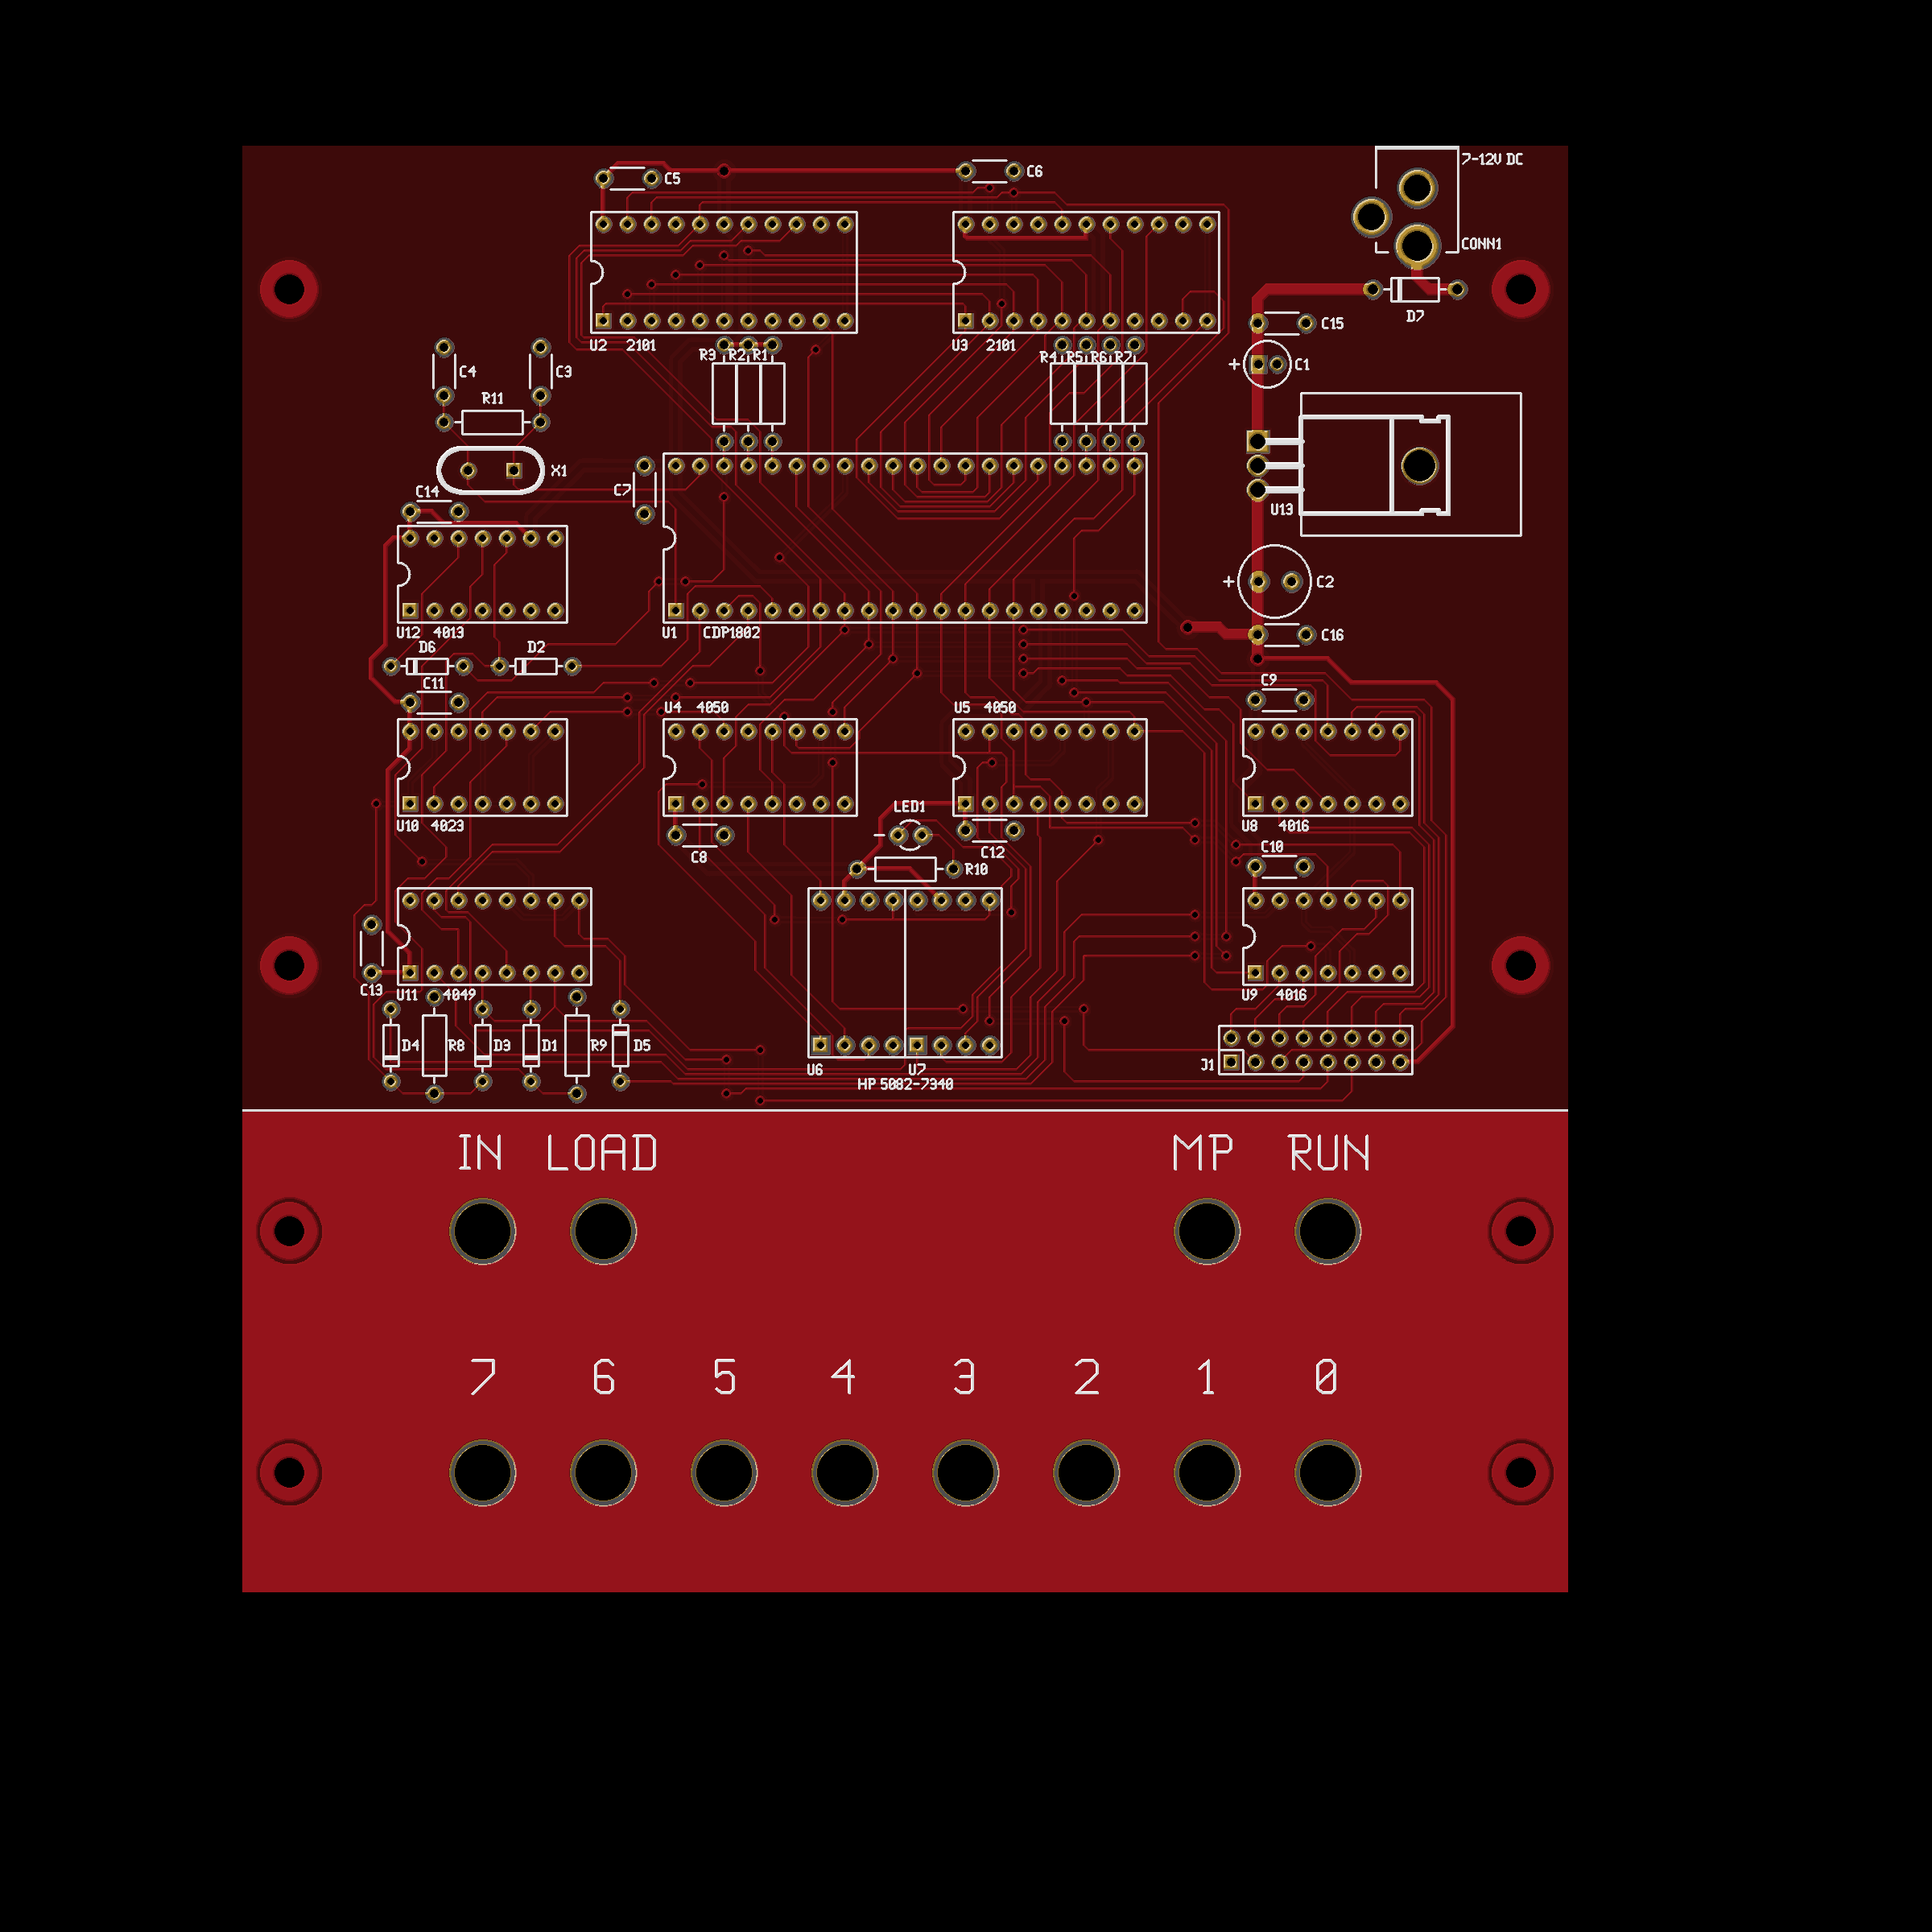 7-12V DC
C5
C6
CONN1
D7
C15
U2 2101
U3 2101
R3 R2 R1
R4 R5 R6 R7
C4
C3
C1
+
R11
X1
C14
C7
U13
+
C2
U12 4013
U1 CDP1802
C16
D6
D2
C11
C9
U4 4050
U5 4050
LED1
U10 4023
U8 4016
C8
C12
C10
R10
C13
U11 4049
U9 4016
D4
R8
D3
D1
R9
D5
J1
U6
U7
HP 5082-7340
IN LOAD MP RUN
7 6 5 4 3 2 1 0